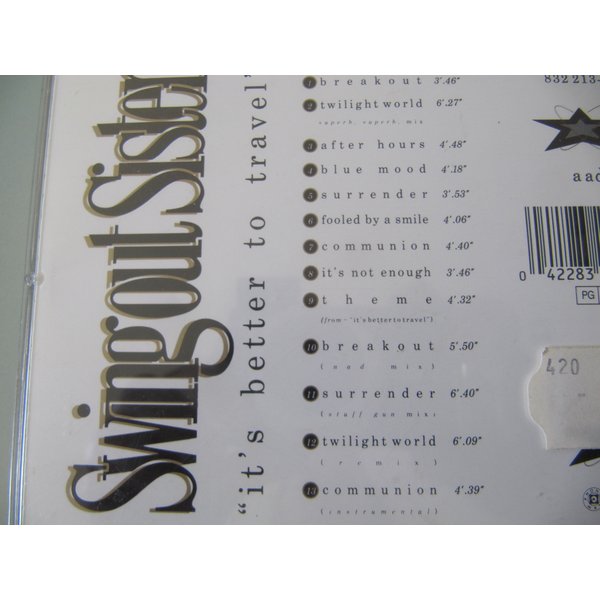 Swing out Sister
"it's better to travel"
1 breakout 3'.46"
2 twilight world 6'.27"
superb, superb, mix
3 after hours 4'.48"
4 blue mood 4'.18"
5 surrender 3'.53"
6 fooled by a smile 4'.06"
7 communion 4'.40"
8 it's not enough 3'.46"
9 theme 4'.32"
(from - "it's better to travel")
10 breakout 5'.50"
(nad mix)
11 surrender 6'.40"
(stuff gun mix)
12 twilight world 6'.09"
(remix)
13 communion 4'.39"
(instrumental)
832 213-
aad
0 42283
PG
420